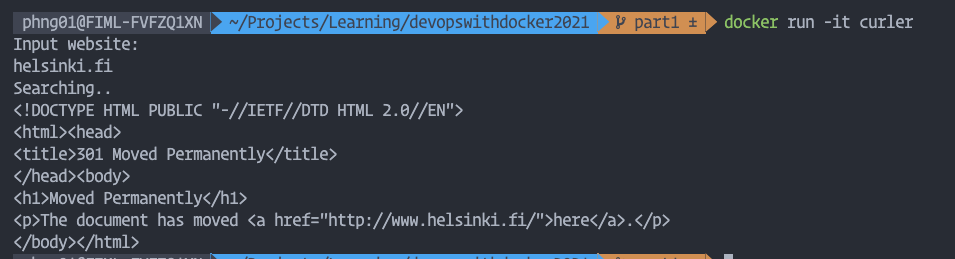 phng01@FIML-FVFZQ1XN ~/Projects/Learning/devopswithdocker2021 part1 ± docker run -it curler
Input website:
helsinki.fi
Searching..
<!DOCTYPE HTML PUBLIC "-//IETF//DTD HTML 2.0//EN">
<html><head>
<title>301 Moved Permanently</title>
</head><body>
<h1>Moved Permanently</h1>
<p>The document has moved <a href="http://www.helsinki.fi/">here</a>.</p>
</body></html>